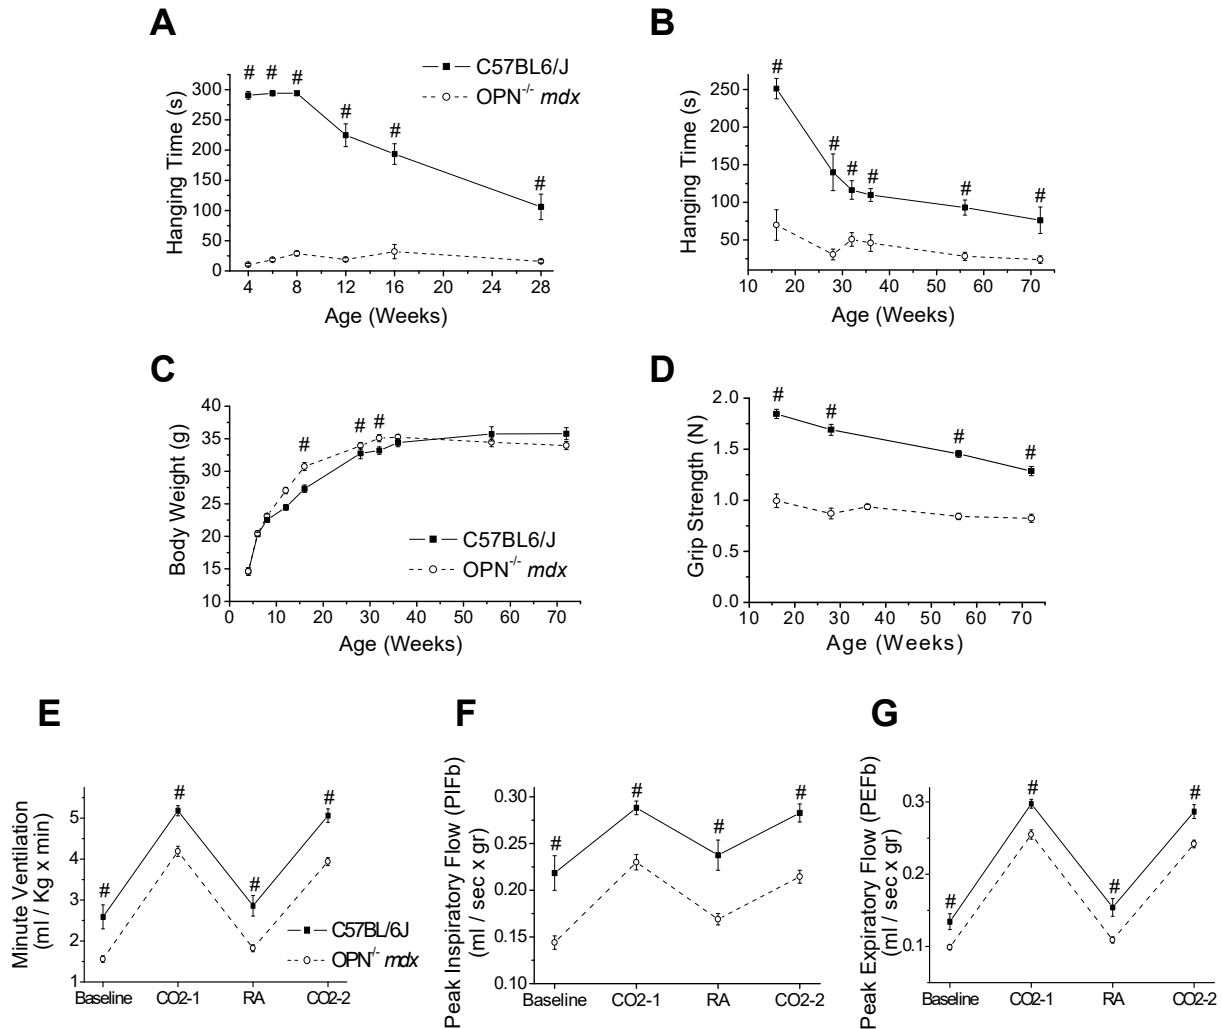 A
B
C57BL6/J
OPN-/- mdx
# # # # # #
Hanging Time (s)
300
250
200
150
100
50
0
4 8 12 16 20 24 28
Age (Weeks)
# # # # # #
Hanging Time (s)
250
200
150
100
50
10 20 30 40 50 60 70
Age (Weeks)
C
D
# # #
Body Weight (g)
40
35
30
25
20
15
10
0 10 20 30 40 50 60 70
Age (Weeks)
C57BL6/J
OPN-/- mdx
# # # #
Grip Strength (N)
2.0
1.5
1.0
0.5
0.0
10 20 30 40 50 60 70
Age (Weeks)
E
F
G
# # # #
Minute Ventilation
(ml / Kg x min)
5
4
3
2
1
Baseline CO2-1 RA CO2-2
C57BL/6J
OPN-/- mdx
# # # #
Peak Inspiratory Flow (PIFb)
(ml / sec x gr)
0.30
0.25
0.20
0.15
0.10
Baseline CO2-1 RA CO2-2
# # # #
Peak Expiratory Flow (PEFb)
(ml / sec x gr)
0.3
0.2
0.1
Baseline CO2-1 RA CO2-2